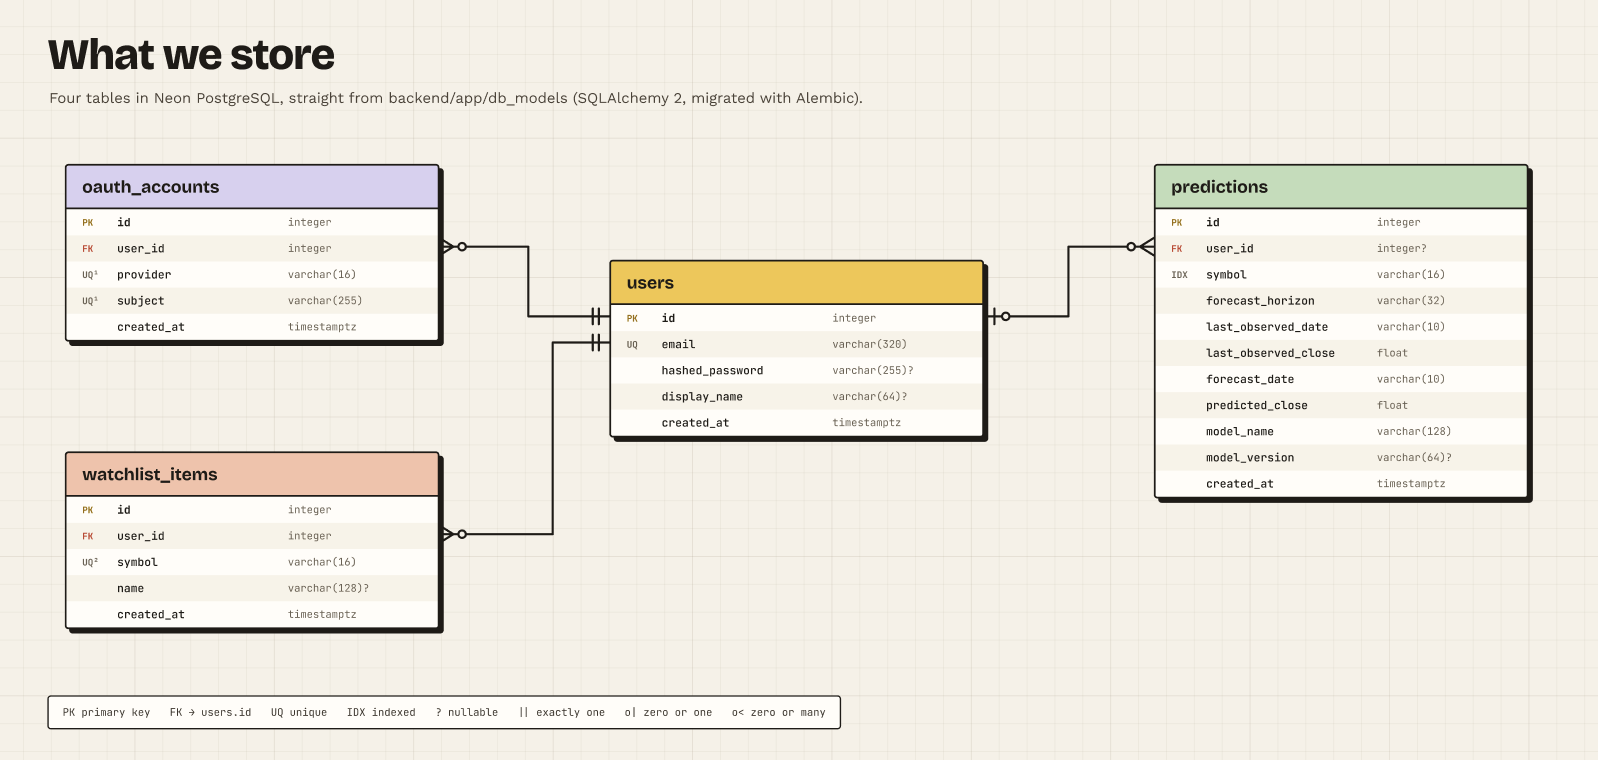 What we store
Four tables in Neon PostgreSQL, straight from backend/app/db_models (SQLAlchemy 2, migrated with Alembic).
oauth_accounts
PK id integer
FK user_id integer
UQ¹ provider varchar(16)
UQ¹ subject varchar(255)
created_at timestamptz
watchlist_items
PK id integer
FK user_id integer
UQ² symbol varchar(16)
name varchar(128)?
created_at timestamptz
users
PK id integer
UQ email varchar(320)
hashed_password varchar(255)?
display_name varchar(64)?
created_at timestamptz
predictions
PK id integer
FK user_id integer?
IDX symbol varchar(16)
forecast_horizon varchar(32)
last_observed_date varchar(10)
last_observed_close float
forecast_date varchar(10)
predicted_close float
model_name varchar(128)
model_version varchar(64)?
created_at timestamptz
PK primary key FK → users.id UQ unique IDX indexed ? nullable || exactly one o| zero or one o< zero or many